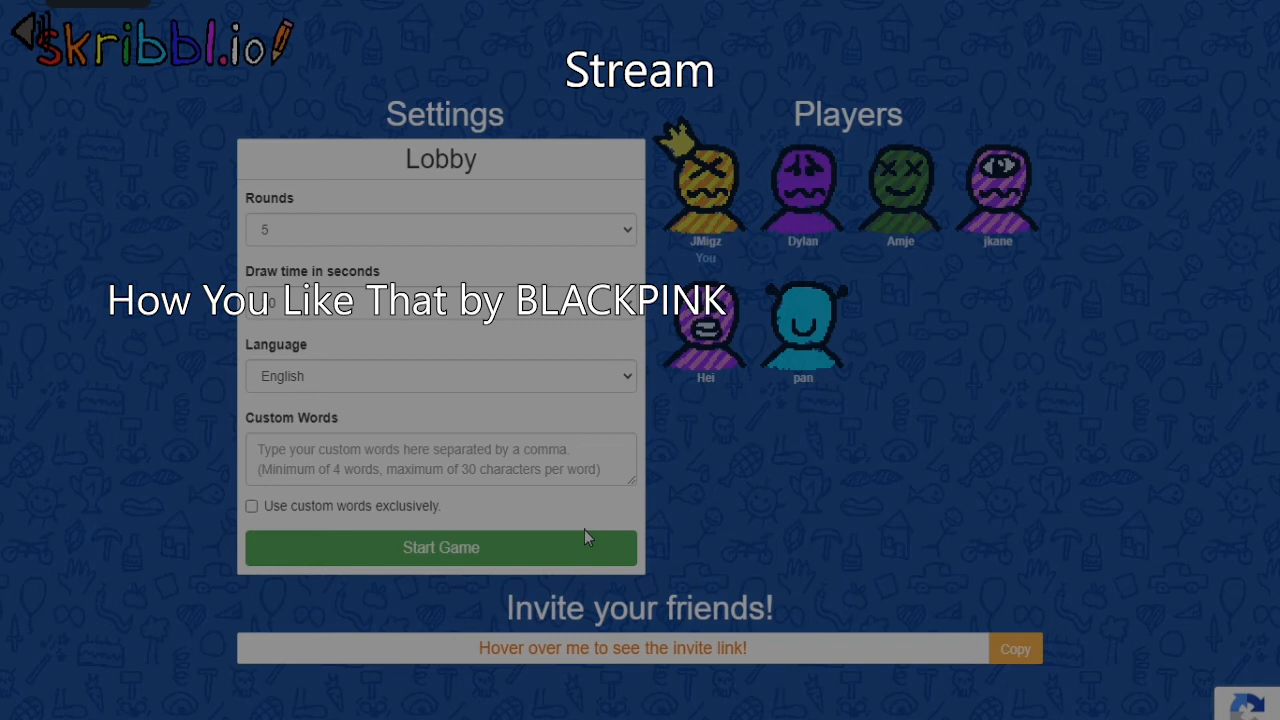 skribbl.io
Stream
Settings
Players
Lobby
Rounds
5
JMigz
You
Dylan
Amje
jkane
Draw time in seconds
How You Like That by BLACKPINK
Language
English
Hei
pan
Custom Words
Type your custom words here separated by a comma.
(Minimum of 4 words, maximum of 30 characters per word)
Use custom words exclusively.
Start Game
Invite your friends!
Hover over me to see the invite link!
Copy